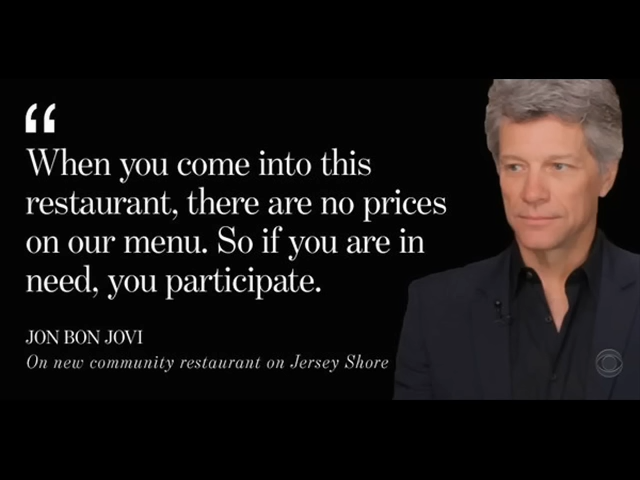 “
When you come into this
restaurant, there are no prices
on our menu. So if you are in
need, you participate.
JON BON JOVI
On new community restaurant on Jersey Shore